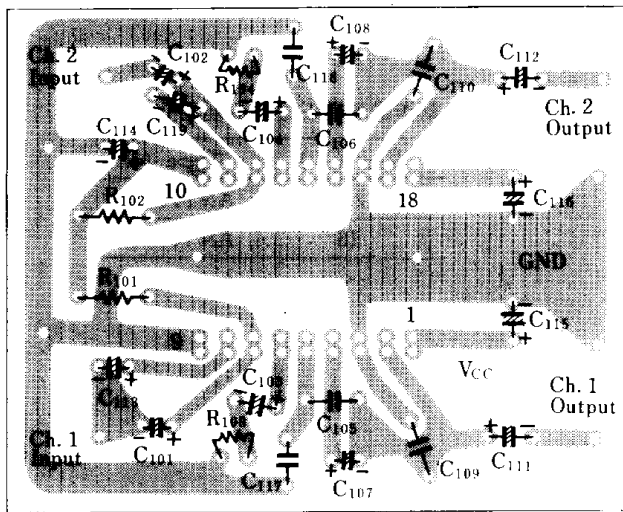 C108
Ch. 2
Input
C102
R104
C118
C110
C112
C114
C119
C104
C106
Ch. 2
Output
10
18
R102
C116
R101
GND
9
1
C115
VCC
C113
C103
R103
C105
Ch. 1
Output
Ch. 1
Input
C101
C117
C107
C109
C111